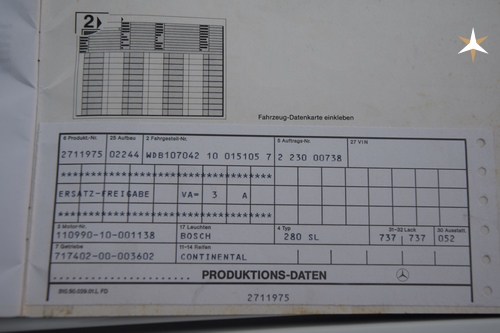 2
Fahrzeug-Datenkarte einkleben
6 Produkt.-Nr. 25 Aufbau 2 Fahrgestell-Nr. 5 Auftrags-Nr. 27 VIN
2711975 02244 WDB107042 10 015105 7 2 230 00738
********************************
ERSATZ-FREIGABE VA= 3 A
********************************
3 Motor-Nr. 17 Leuchten 4 Typ 31-32 Lack 30 Ausstatt.
110990-10-001138 BOSCH 280 SL 737 737 052
7 Getriebe 11-14 Reifen
717402-00-003602 CONTINENTAL
PRODUKTIONS-DATEN
2711975